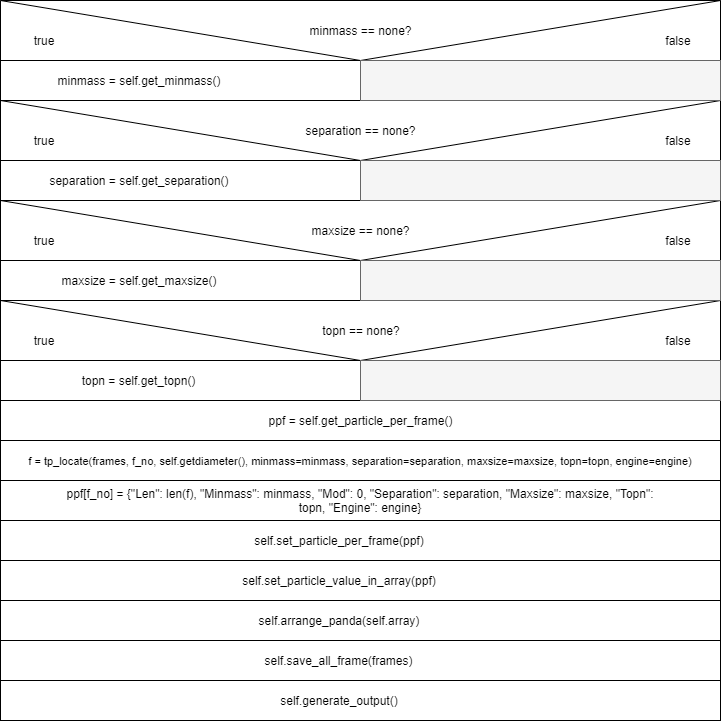 minmass == none?
true
false
minmass = self.get_minmass()
separation == none?
true
false
separation = self.get_separation()
maxsize == none?
true
false
maxsize = self.get_maxsize()
topn == none?
true
false
topn = self.get_topn()
ppf = self.get_particle_per_frame()
f = tp_locate(frames, f_no, self.getdiameter(), minmass=minmass, separation=separation, maxsize=maxsize, topn=topn, engine=engine)
ppf[f_no] = {"Len": len(f), "Minmass": minmass, "Mod": 0, "Separation": separation, "Maxsize": maxsize, "Topn":
topn, "Engine": engine}
self.set_particle_per_frame(ppf)
self.set_particle_value_in_array(ppf)
self.arrange_panda(self.array)
self.save_all_frame(frames)
self.generate_output()